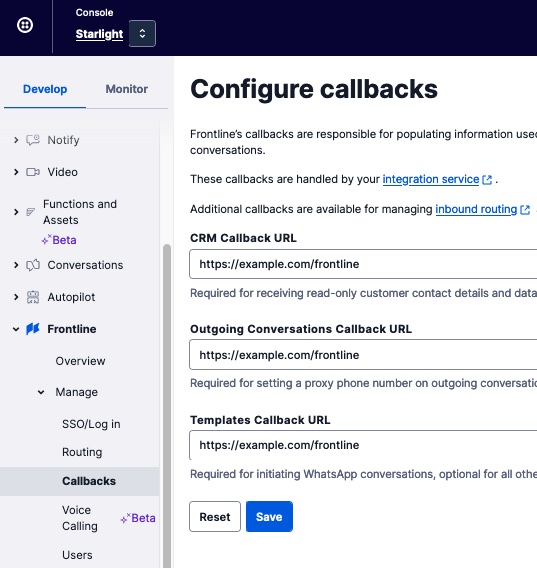 Console
Starlight
Develop
Monitor
Notify
Video
Functions and
Assets
Beta
Conversations
Autopilot
Frontline
Overview
Manage
SSO/Log in
Routing
Callbacks
Voice
Calling
Beta
Users
Configure callbacks
Frontline's callbacks are responsible for populating information used
conversations.
These callbacks are handled by your integration service .
Additional callbacks are available for managing inbound routing .
CRM Callback URL
https://example.com/frontline
Required for receiving read-only customer contact details and data
Outgoing Conversations Callback URL
https://example.com/frontline
Required for setting a proxy phone number on outgoing conversatio
Templates Callback URL
https://example.com/frontline
Required for initiating WhatsApp conversations, optional for all othe
Reset
Save